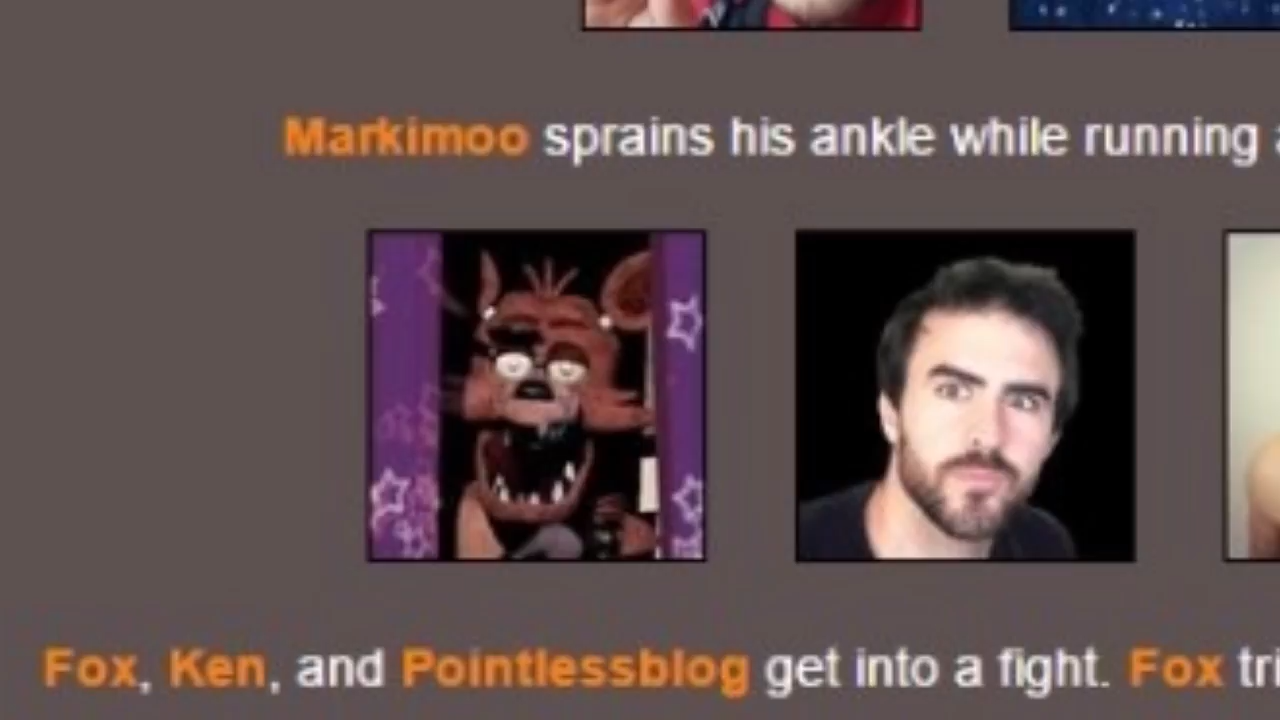 Markimoo sprains his ankle while running
Fox, Ken, and Pointlessblog get into a fight. Fox